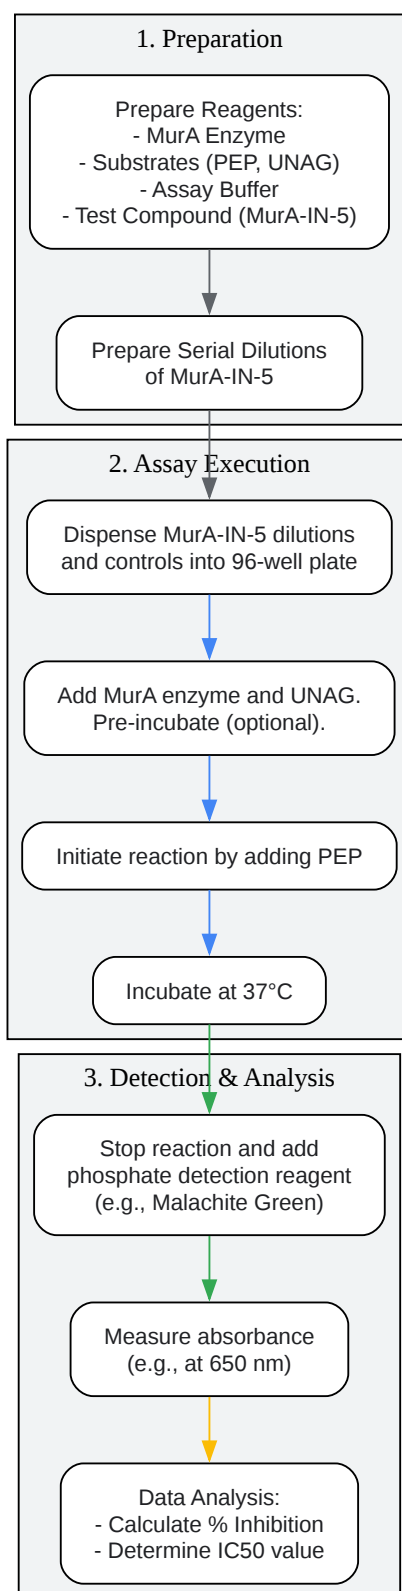 1. Preparation
Prepare Reagents:
- MurA Enzyme
- Substrates (PEP, UNAG)
- Assay Buffer
- Test Compound (MurA-IN-5)
Prepare Serial Dilutions
of MurA-IN-5
2. Assay Execution
Dispense MurA-IN-5 dilutions
and controls into 96-well plate
Add MurA enzyme and UNAG.
Pre-incubate (optional).
Initiate reaction by adding PEP
Incubate at 37°C
3. Detection & Analysis
Stop reaction and add
phosphate detection reagent
(e.g., Malachite Green)
Measure absorbance
(e.g., at 650 nm)
Data Analysis:
- Calculate % Inhibition
- Determine IC50 value